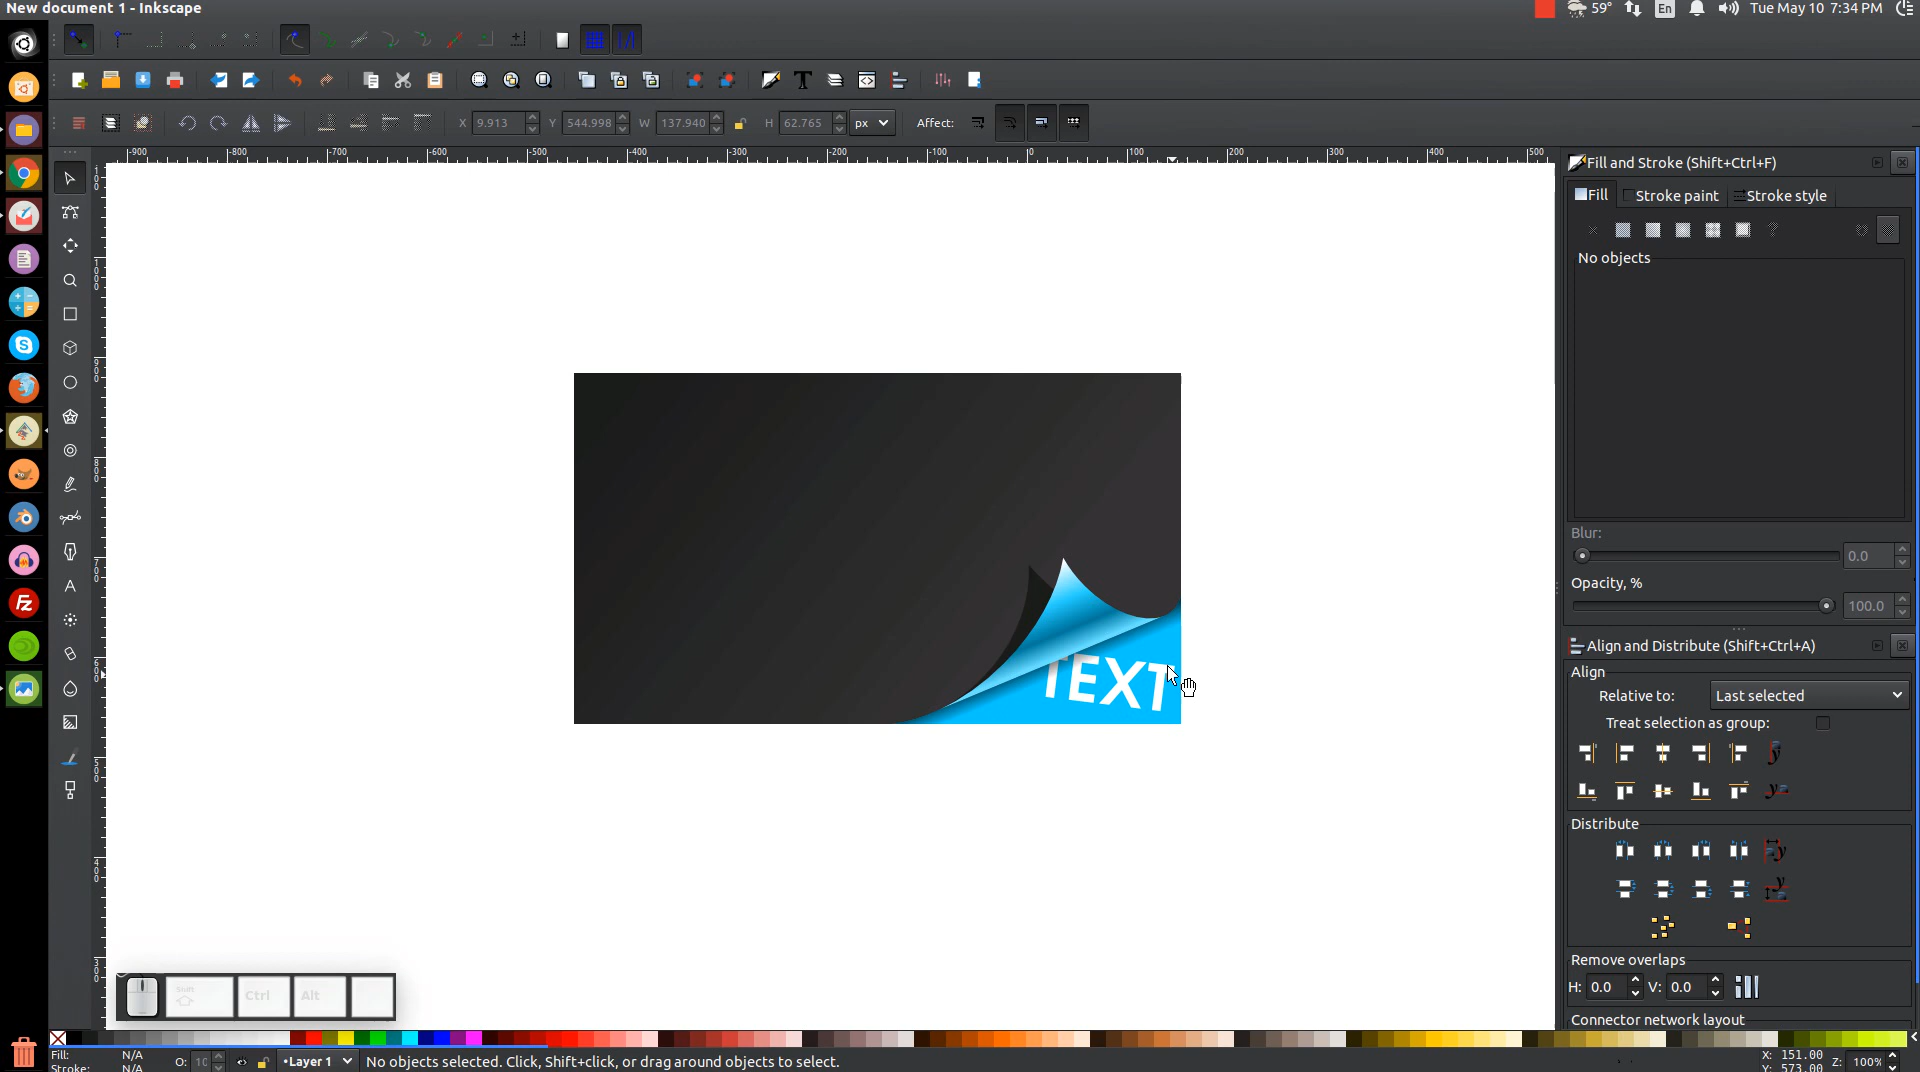 New document 1 - Inkscape
59° En Tue May 10 7:34 PM
X 9.913 Y 544.998 W 137.940 H 62.765 px Affect:
-900 -800 -700 -600 -500 -400 -300 -200 -100 0 100 200 300 400 500
Fill and Stroke (Shift+Ctrl+F)
Fill Stroke paint Stroke style
No objects
Blur:
0.0
Opacity, %
100.0
TEXT
Align and Distribute (Shift+Ctrl+A)
Align
Relative to: Last selected
Treat selection as group:
Distribute
Remove overlaps
H: 0.0 V: 0.0
Connector network layout
Shift Ctrl Alt
Fill: N/A
Stroke: N/A
O: 10 •Layer 1 No objects selected. Click, Shift+click, or drag around objects to select.
X: 151.00
Y: 573.00
Z: 100%